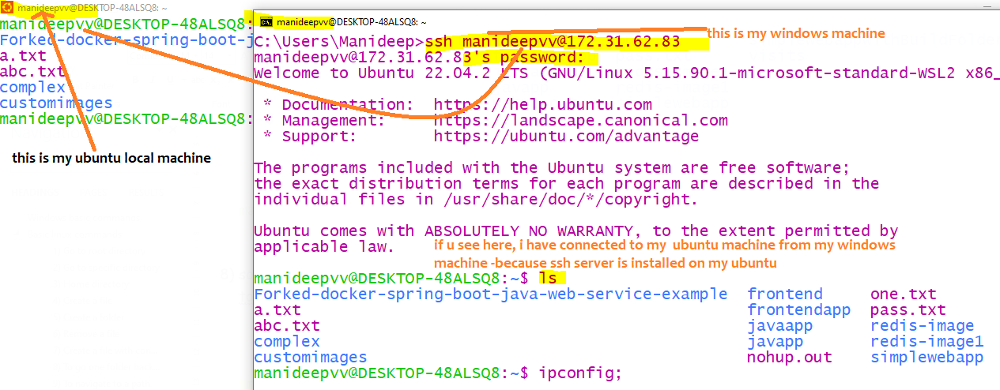 manideepvv@DESKTOP-48ALSQ8: ~
manideepvv@DESKTOP-48ALSQ8:
Forked-docker-spring-boot-j
a.txt
abc.txt
complex
customimages
manideepvv@DESKTOP-48ALSQ8:
this is my ubuntu local machine
manideepvv@DESKTOP-48ALSQ8: ~
C:\Users\Manideep>ssh manideepvv@172.31.62.83
this is my windows machine
manideepvv@172.31.62.83's password:
Welcome to Ubuntu 22.04.2 LTS (GNU/Linux 5.15.90.1-microsoft-standard-WSL2 x86_
* Documentation: https://help.ubuntu.com
* Management: https://landscape.canonical.com
* Support: https://ubuntu.com/advantage
The programs included with the Ubuntu system are free software;
the exact distribution terms for each program are described in the
individual files in /usr/share/doc/*/copyright.
Ubuntu comes with ABSOLUTELY NO WARRANTY, to the extent permitted by
applicable law.
if u see here, i have connected to my ubuntu machine from my windows
machine -because ssh server is installed on my ubuntu
manideepvv@DESKTOP-48ALSQ8:~$ ls
Forked-docker-spring-boot-java-web-service-example frontend one.txt
a.txt frontendapp pass.txt
abc.txt javaapp redis-image
complex javapp redis-image1
customimages nohup.out simplewebapp
manideepvv@DESKTOP-48ALSQ8:~$ ipconfig;